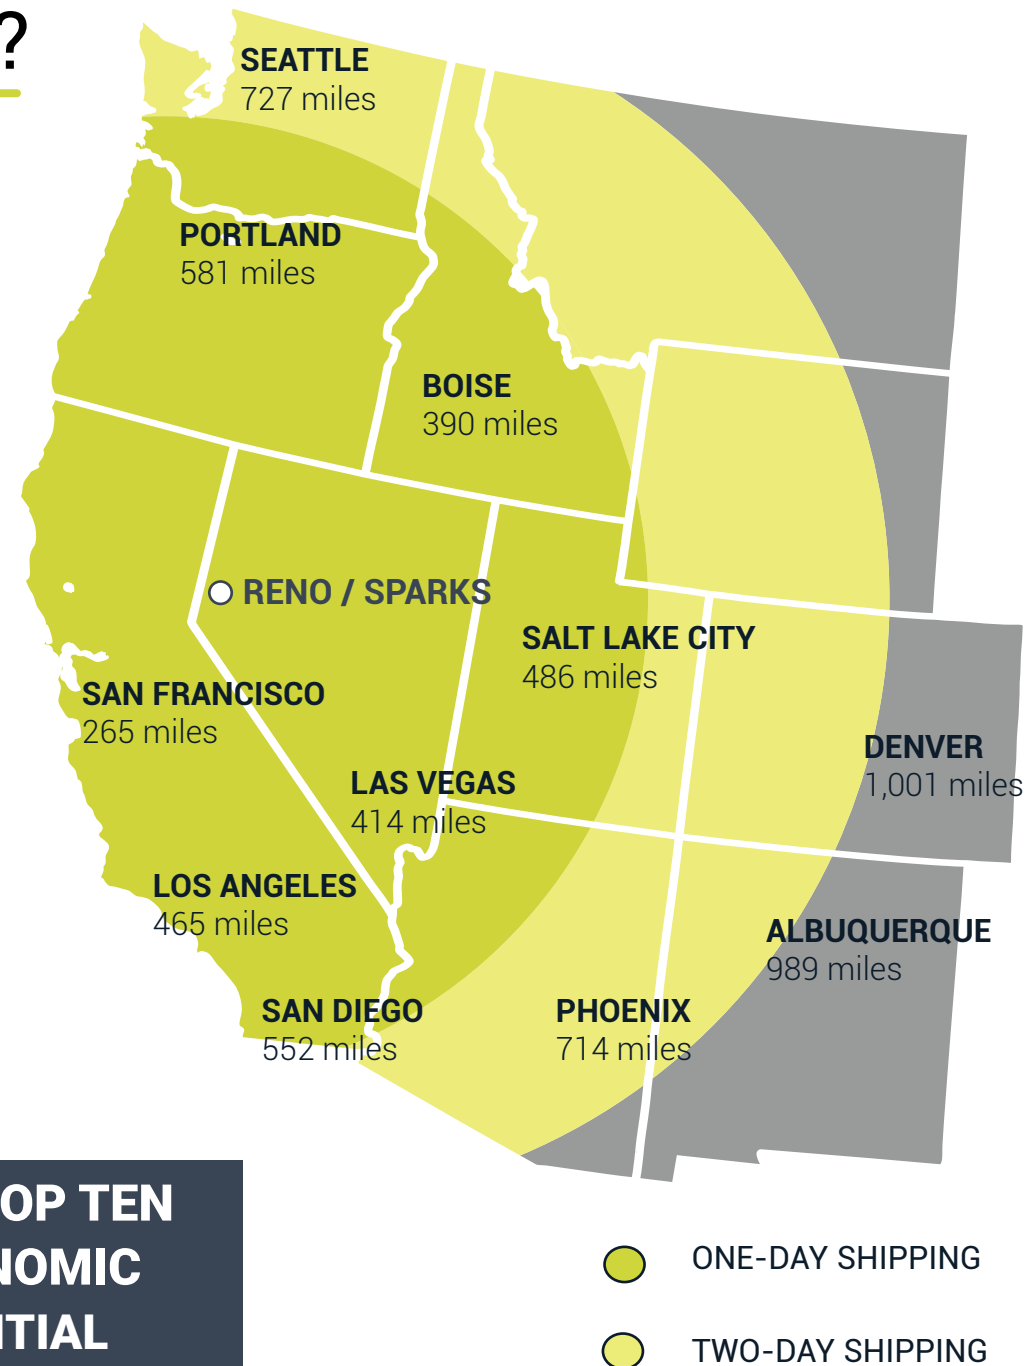 ?
SEATTLE
727 miles
PORTLAND
581 miles
BOISE
390 miles
RENO / SPARKS
SALT LAKE CITY
486 miles
SAN FRANCISCO
265 miles
DENVER
1,001 miles
LAS VEGAS
414 miles
LOS ANGELES
465 miles
ALBUQUERQUE
989 miles
SAN DIEGO
552 miles
PHOENIX
714 miles
OP TEN
NOMIC
NTIAL
ONE-DAY SHIPPING
TWO-DAY SHIPPING